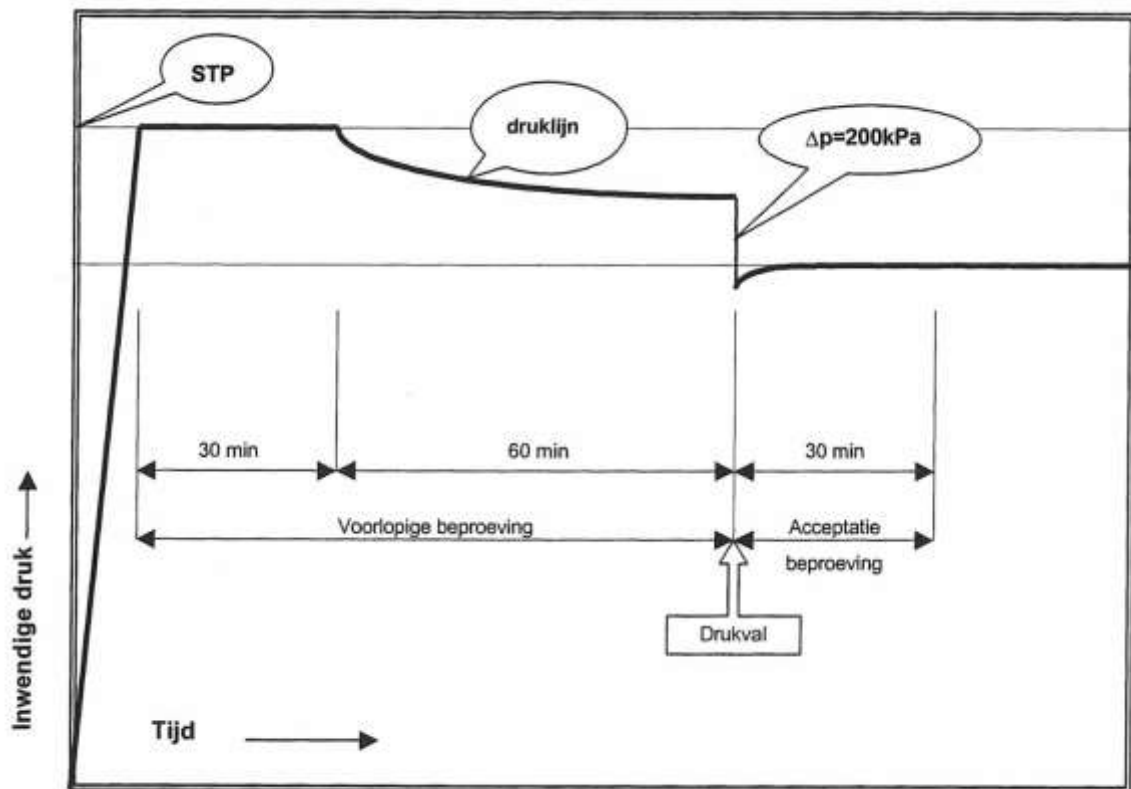 STP
druklijn
Δp=200kPa
30 min
60 min
30 min
Voorlopige beproeving
Acceptatie
beproeving
Drukval
Inwendige druk
Tijd